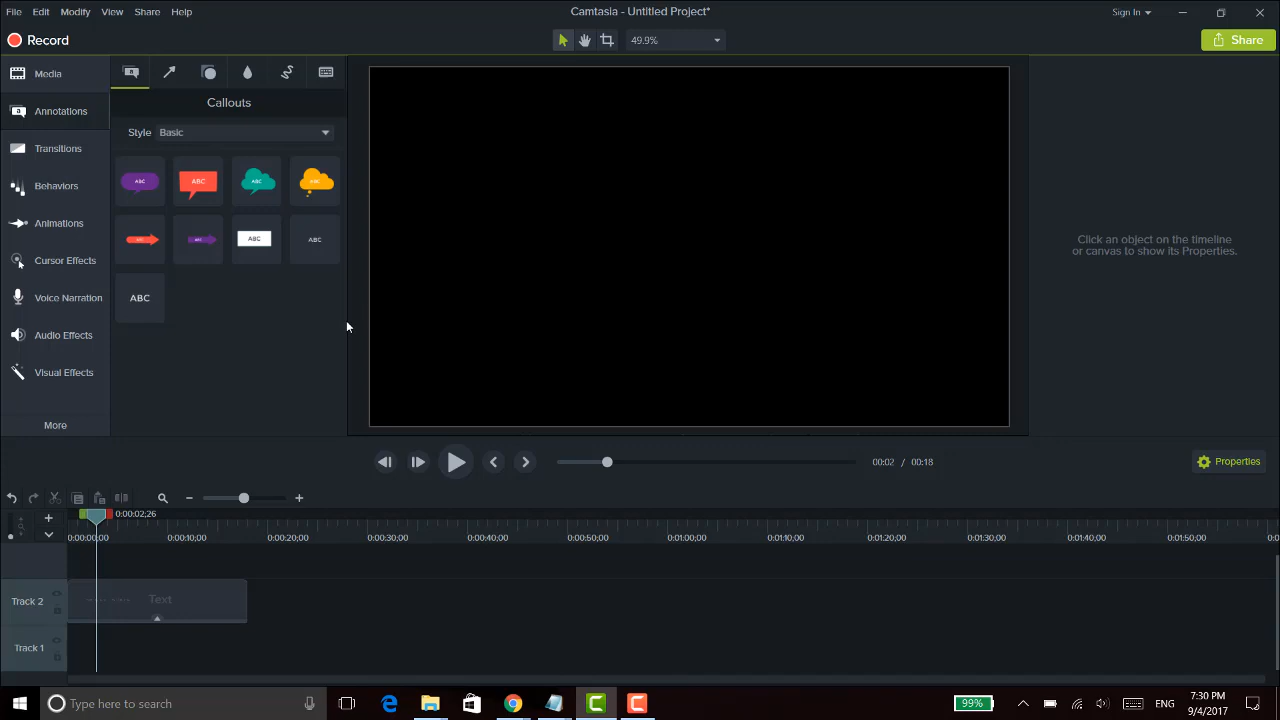 File Edit Modify View Share Help
Camtasia - Untitled Project*
Sign In
Record
49.9%
Share
Media
Annotations
Transitions
Behaviors
Animations
Cursor Effects
Voice Narration
Audio Effects
Visual Effects
More
Callouts
Style Basic
ABC ABC ABC ABC
ABC ABC ABC ABC
ABC
Click an object on the timeline
or canvas to show its Properties.
00:02 / 00:18
Properties
0:00:02;26
0:00:00;00 0:00:10;00 0:00:20;00 0:00:30;00 0:00:40;00 0:00:50;00 0:01:00;00 0:01:10;00 0:01:20;00 0:01:30;00 0:01:40;00 0:01:50;00
Track 2
Text
Track 1
Type here to search
99%
ENG
7:30 PM
9/4/2017